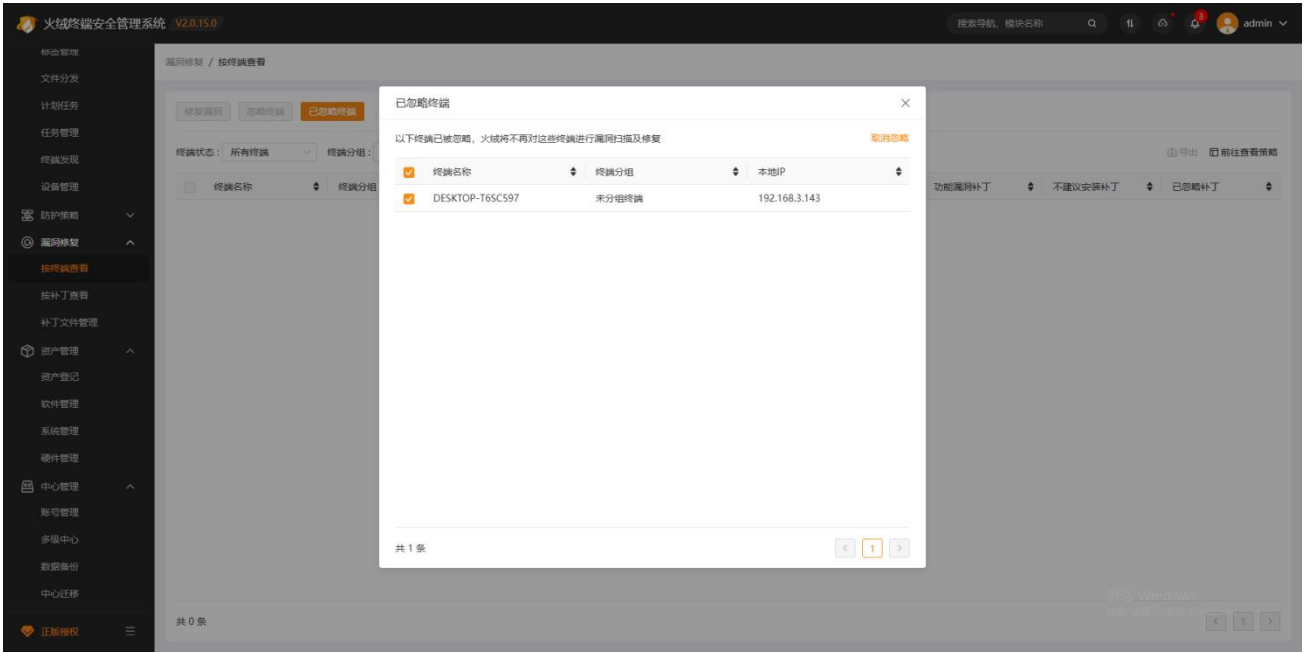 火绒终端安全管理系统 V2.0.15.0
搜索导航、模块名称
3
admin
标签管理
文件分发
计划任务
任务管理
终端发现
设备管理
防护策略
漏洞修复
按终端查看
按补丁查看
补丁文件管理
资产管理
资产登记
软件管理
系统管理
硬件管理
中心管理
账号管理
多级中心
数据备份
中心迁移
正版授权
漏洞修复 / 按终端查看
修复漏洞 忽略终端 已忽略终端
终端状态： 所有终端 终端分组：
导出 前往查看策略
终端名称 终端分组 功能漏洞补丁 不建议安装补丁 已忽略补丁
已忽略终端
以下终端已被忽略，火绒将不再对这些终端进行漏洞扫描及修复 取消忽略
终端名称 终端分组 本地IP
DESKTOP-T6SC597 未分组终端 192.168.3.143
共 1 条 1
激活 Windows
共 0 条 1